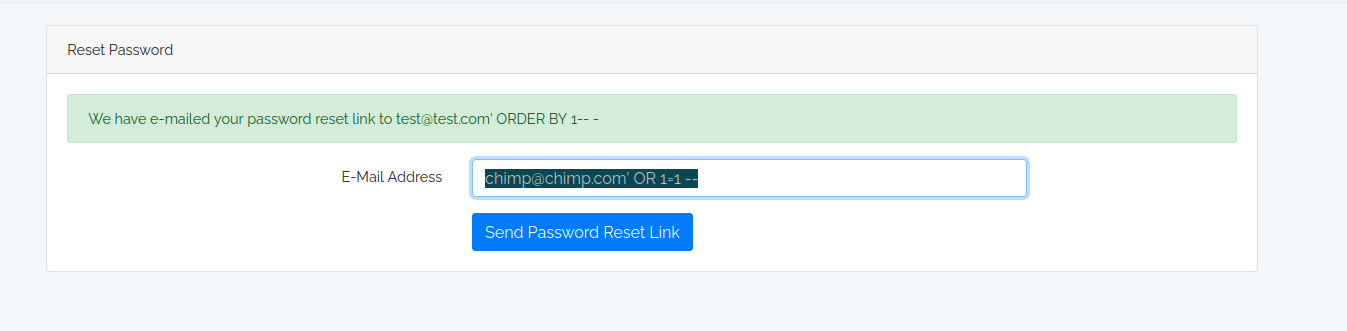 Reset Password
We have e-mailed your password reset link to test@test.com' ORDER BY 1-- -
E-Mail Address
chimp@chimp.com' OR 1=1 --
Send Password Reset Link